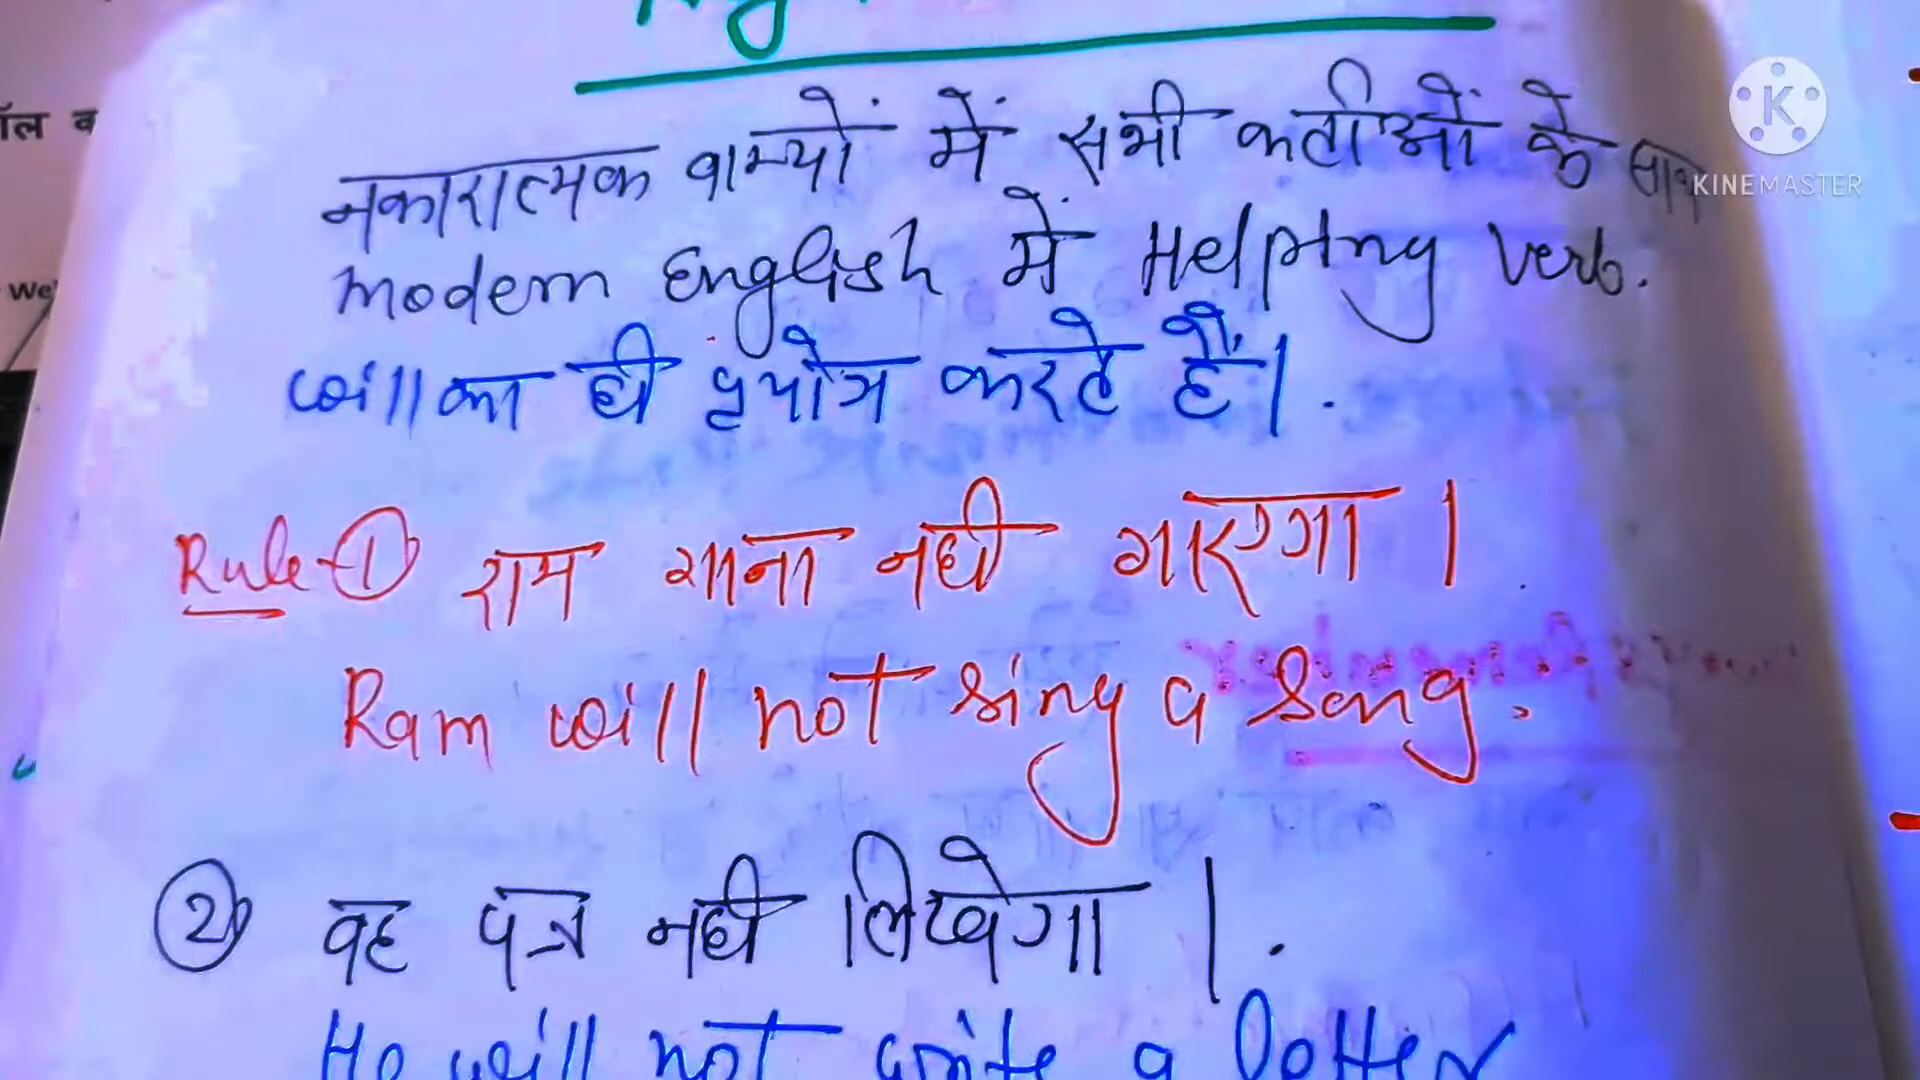 नकारात्मक वाक्यों में सभी कर्ताओं के साथ
Modern English में Helping Verb.
will का ही प्रयोग करते हैं।.
Rule-① राम गाना नही गाएगा ।
Ram will not sing a song.
② वह पत्र नही लिखेगा ।.
He will not write a letter
KINEMASTER
We'